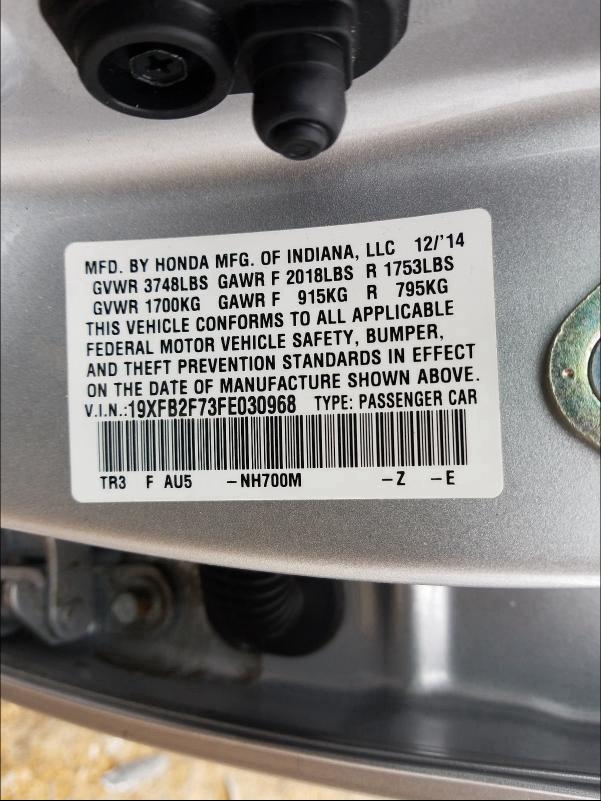 MFD. BY HONDA MFG. OF INDIANA, LLC 12/'14
GVWR 3748LBS GAWR F 2018LBS R 1753LBS
GVWR 1700KG GAWR F 915KG R 795KG
THIS VEHICLE CONFORMS TO ALL APPLICABLE
FEDERAL MOTOR VEHICLE SAFETY, BUMPER,
AND THEFT PREVENTION STANDARDS IN EFFECT
ON THE DATE OF MANUFACTURE SHOWN ABOVE.
V.I.N.:19XFB2F73FE030968 TYPE: PASSENGER CAR
TR3 F AU5 -NH700M -Z -E